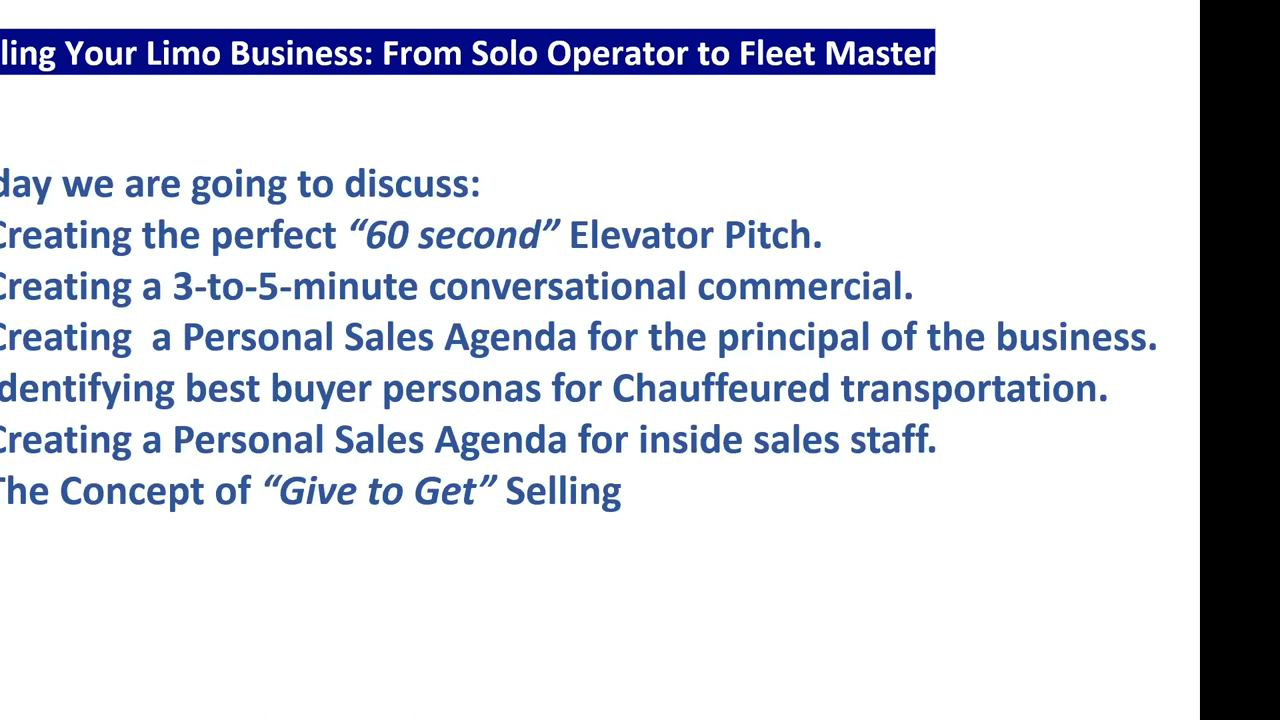 ling Your Limo Business: From Solo Operator to Fleet Master
day we are going to discuss:
Creating the perfect “60 second” Elevator Pitch.
Creating a 3-to-5-minute conversational commercial.
Creating  a Personal Sales Agenda for the principal of the business.
dentifying best buyer personas for Chauffeured transportation.
Creating a Personal Sales Agenda for inside sales staff.
The Concept of “Give to Get” Selling